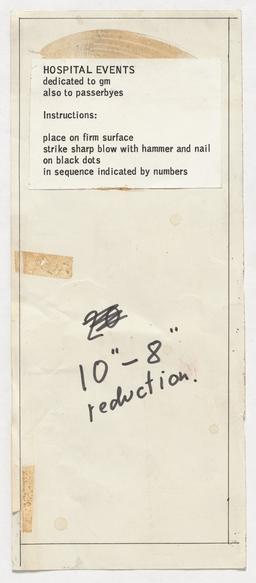 HOSPITAL EVENTS
dedicated to gm
also to passerbyes
Instructions:
place on firm surface
strike sharp blow with hammer and nail
on black dots
in sequence indicated by numbers
10" – 8"
reduction.